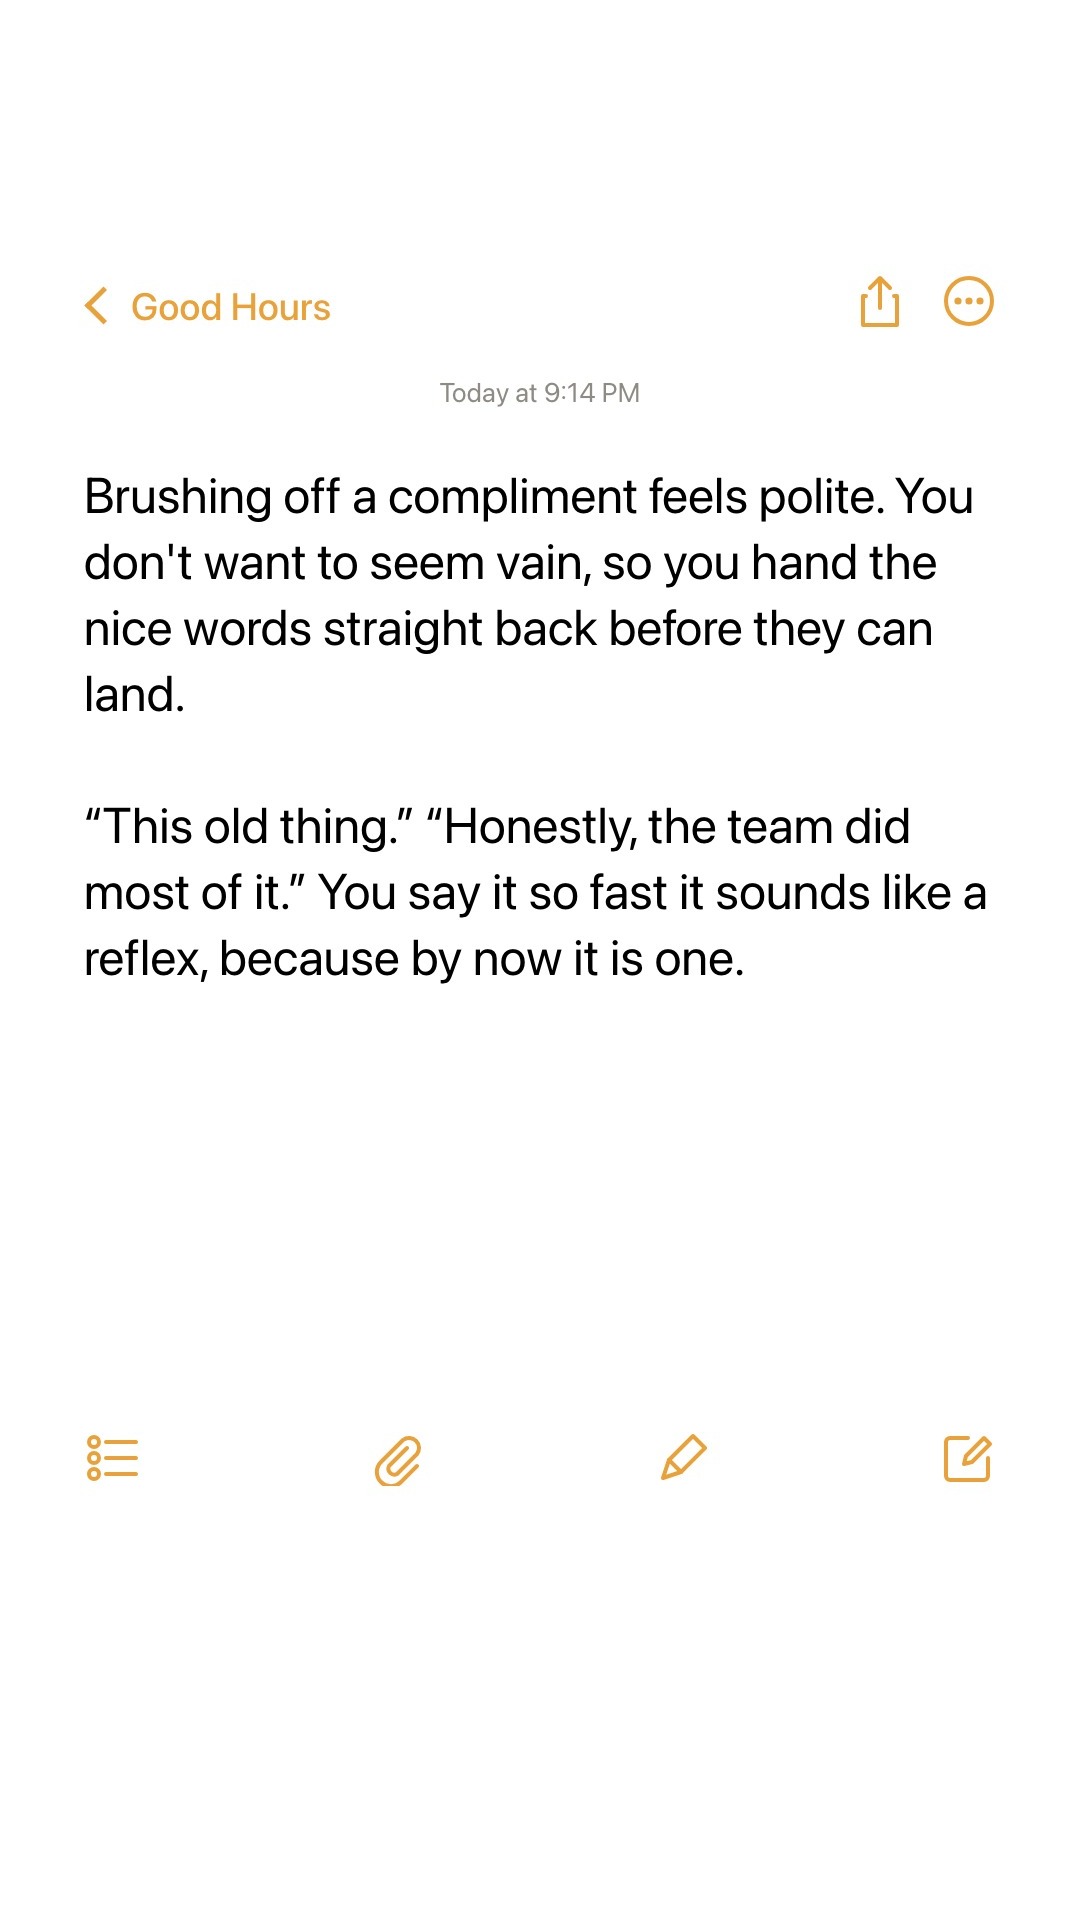 Good Hours
Today at 9:14 PM
Brushing off a compliment feels polite. You
don't want to seem vain, so you hand the
nice words straight back before they can
land.
“This old thing.” “Honestly, the team did
most of it.” You say it so fast it sounds like a
reflex, because by now it is one.